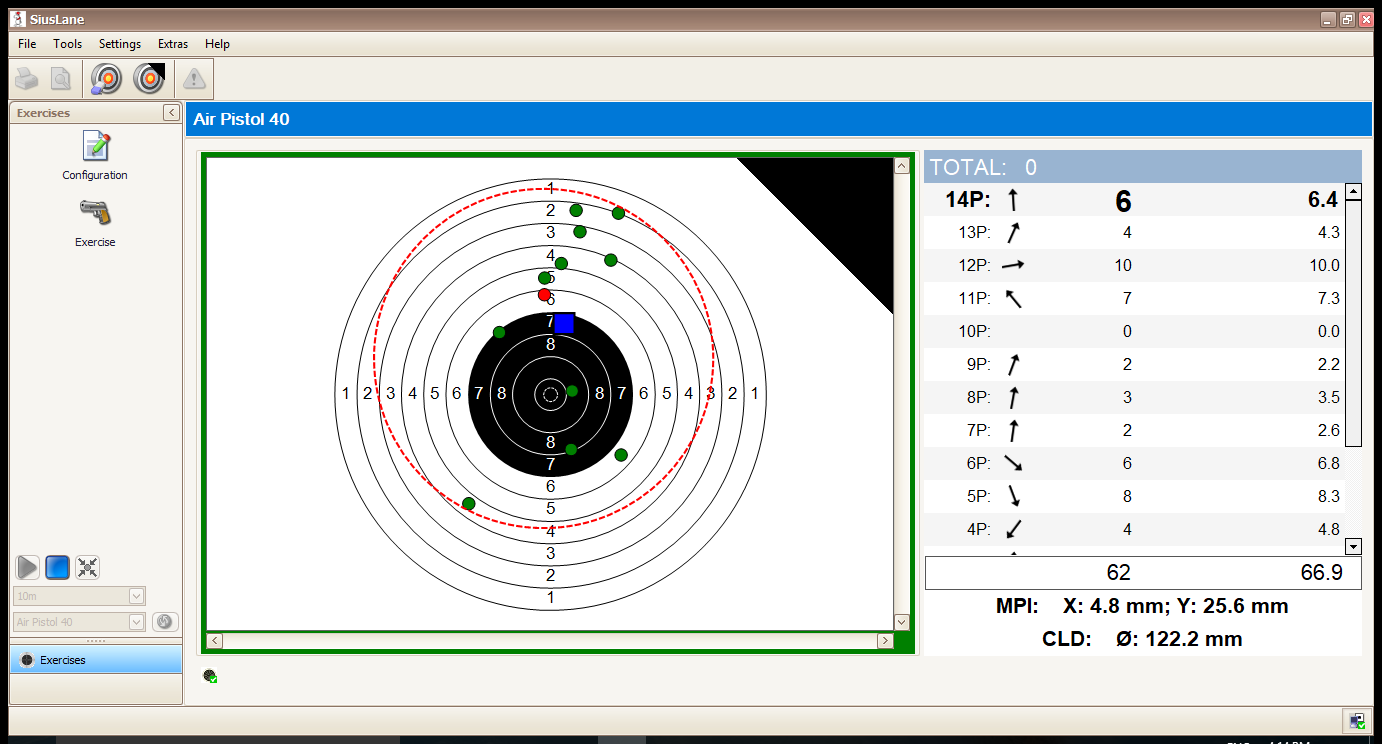 SiusLane
File Tools Settings Extras Help
Exercises
Configuration
Exercise
10m
Air Pistol 40
Exercises
Air Pistol 40
1
2
3
4
5
6
7
8
1 2 3 4 5 6 7 8 8 7 6 5 4 3 2 1
8
7
6
5
4
3
2
1
TOTAL: 0
14P: 6 6.4
13P: 4 4.3
12P: 10 10.0
11P: 7 7.3
10P: 0 0.0
9P: 2 2.2
8P: 3 3.5
7P: 2 2.6
6P: 6 6.8
5P: 8 8.3
4P: 4 4.8
62 66.9
MPI: X: 4.8 mm; Y: 25.6 mm
CLD: Ø: 122.2 mm